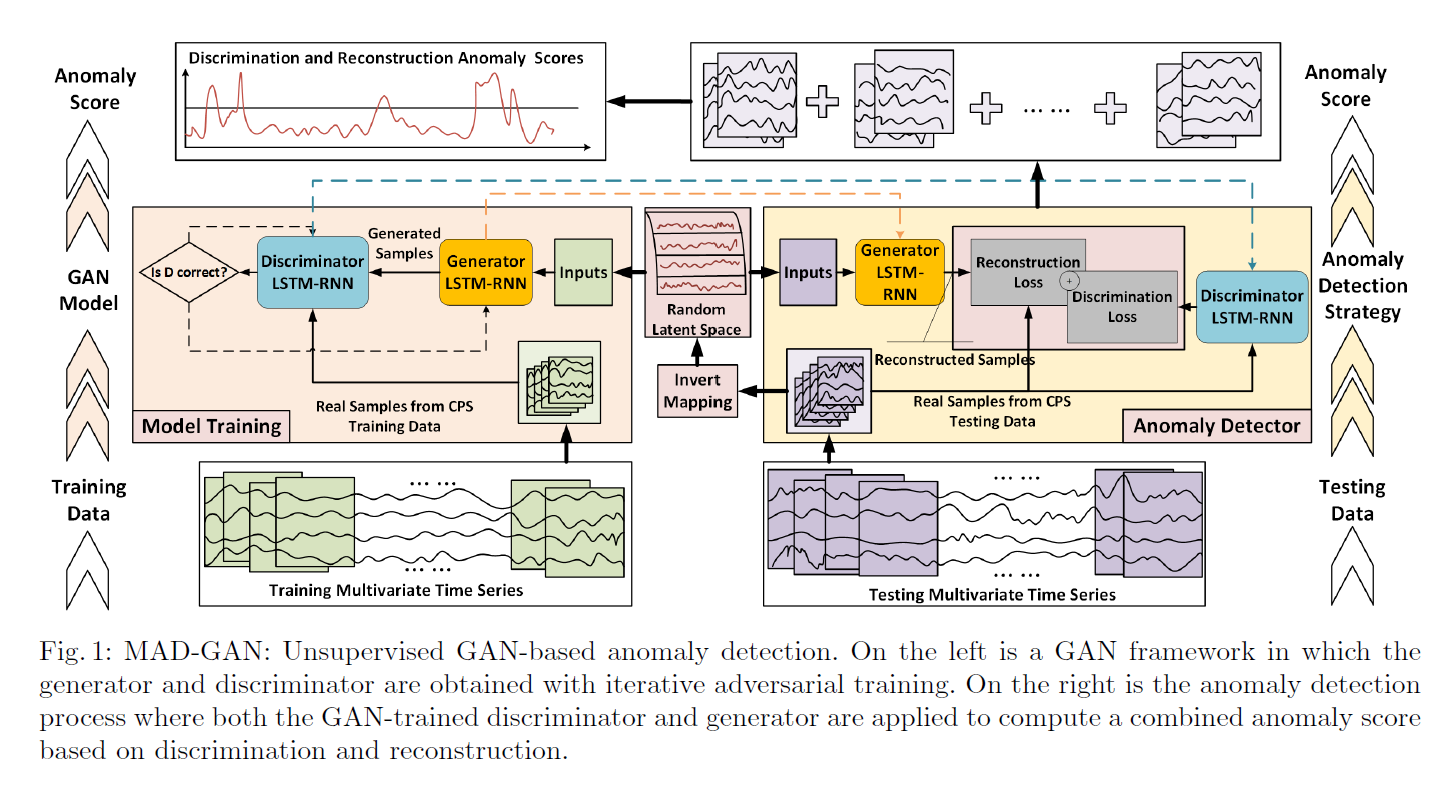 Discrimination and Reconstruction Anomaly Scores
... ...
Anomaly
Score
Anomaly
Score
GAN
Model
Is D correct?
Discriminator
LSTM-RNN
Generated
Samples
Generator
LSTM-RNN
Inputs
Random
Latent Space
Invert
Mapping
Inputs
Generator
LSTM-
RNN
Reconstruction
Loss
+
Discrimination
Loss
Discriminator
LSTM-RNN
Reconstructed Samples
Anomaly
Detection
Strategy
Real Samples from CPS
Training Data
Model Training
Real Samples from CPS
Testing Data
Anomaly Detector
Training
Data
... ...
... ...
Training Multivariate Time Series
... ...
... ...
Testing Multivariate Time Series
Testing
Data
Fig. 1: MAD-GAN: Unsupervised GAN-based anomaly detection. On the left is a GAN framework in which the
generator and discriminator are obtained with iterative adversarial training. On the right is the anomaly detection
process where both the GAN-trained discriminator and generator are applied to compute a combined anomaly score
based on discrimination and reconstruction.